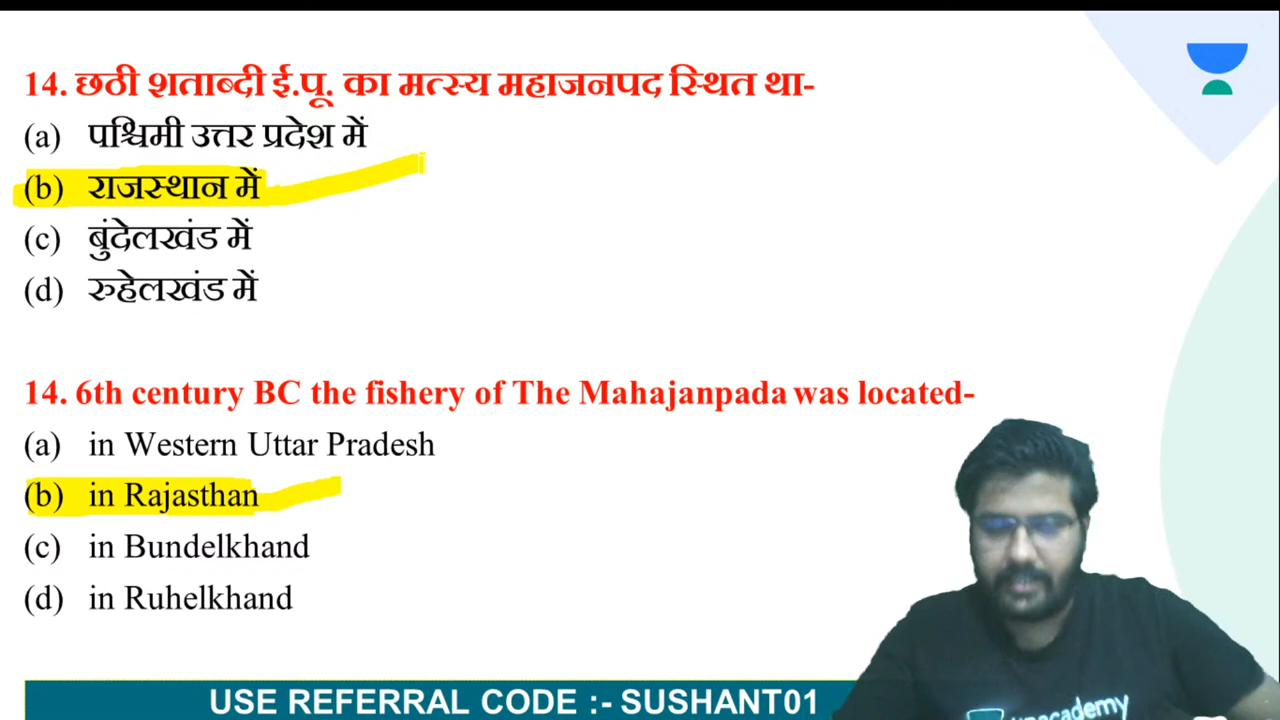 14. छठी शताब्दी ई.पू. का मत्स्य महाजनपद स्थित था-
(a) पश्चिमी उत्तर प्रदेश में
(b) राजस्थान में
(c) बुंदेलखंड में
(d) रुहेलखंड में
14. 6th century BC the fishery of The Mahajanpada was located-
(a) in Western Uttar Pradesh
(b) in Rajasthan
(c) in Bundelkhand
(d) in Ruhelkhand
USE REFERRAL CODE :- SUSHANT01